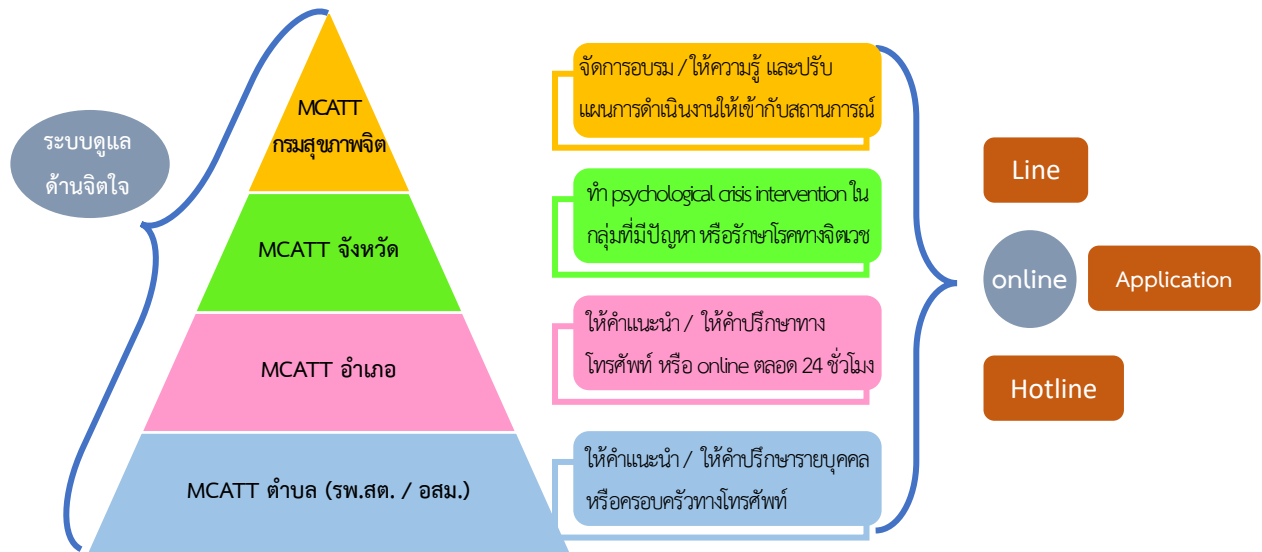 ระบบดูแล
ด้านจิตใจ
MCATT
กรมสุขภาพจิต
จัดการอบรม / ให้ความรู้ และปรับ
แผนการดำเนินงานให้เข้ากับสถานการณ์
MCATT จังหวัด
ทำ psychological crisis intervention ใน
กลุ่มที่มีปัญหา หรือรักษาโรคทางจิตเวช
MCATT อำเภอ
ให้คำแนะนำ / ให้คำปรึกษาทาง
โทรศัพท์ หรือ online ตลอด 24 ชั่วโมง
MCATT ตำบล (รพ.สต. / อสม.)
ให้คำแนะนำ / ให้คำปรึกษารายบุคคล
หรือครอบครัวทางโทรศัพท์
Line
online
Application
Hotline